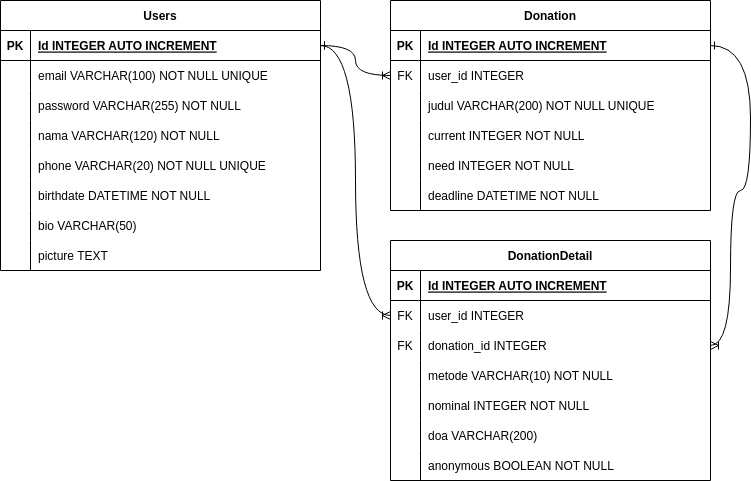 Users
PK Id INTEGER AUTO INCREMENT
email VARCHAR(100) NOT NULL UNIQUE
password VARCHAR(255) NOT NULL
nama VARCHAR(120) NOT NULL
phone VARCHAR(20) NOT NULL UNIQUE
birthdate DATETIME NOT NULL
bio VARCHAR(50)
picture TEXT
Donation
PK Id INTEGER AUTO INCREMENT
FK user_id INTEGER
judul VARCHAR(200) NOT NULL UNIQUE
current INTEGER NOT NULL
need INTEGER NOT NULL
deadline DATETIME NOT NULL
DonationDetail
PK Id INTEGER AUTO INCREMENT
FK user_id INTEGER
FK donation_id INTEGER
metode VARCHAR(10) NOT NULL
nominal INTEGER NOT NULL
doa VARCHAR(200)
anonymous BOOLEAN NOT NULL